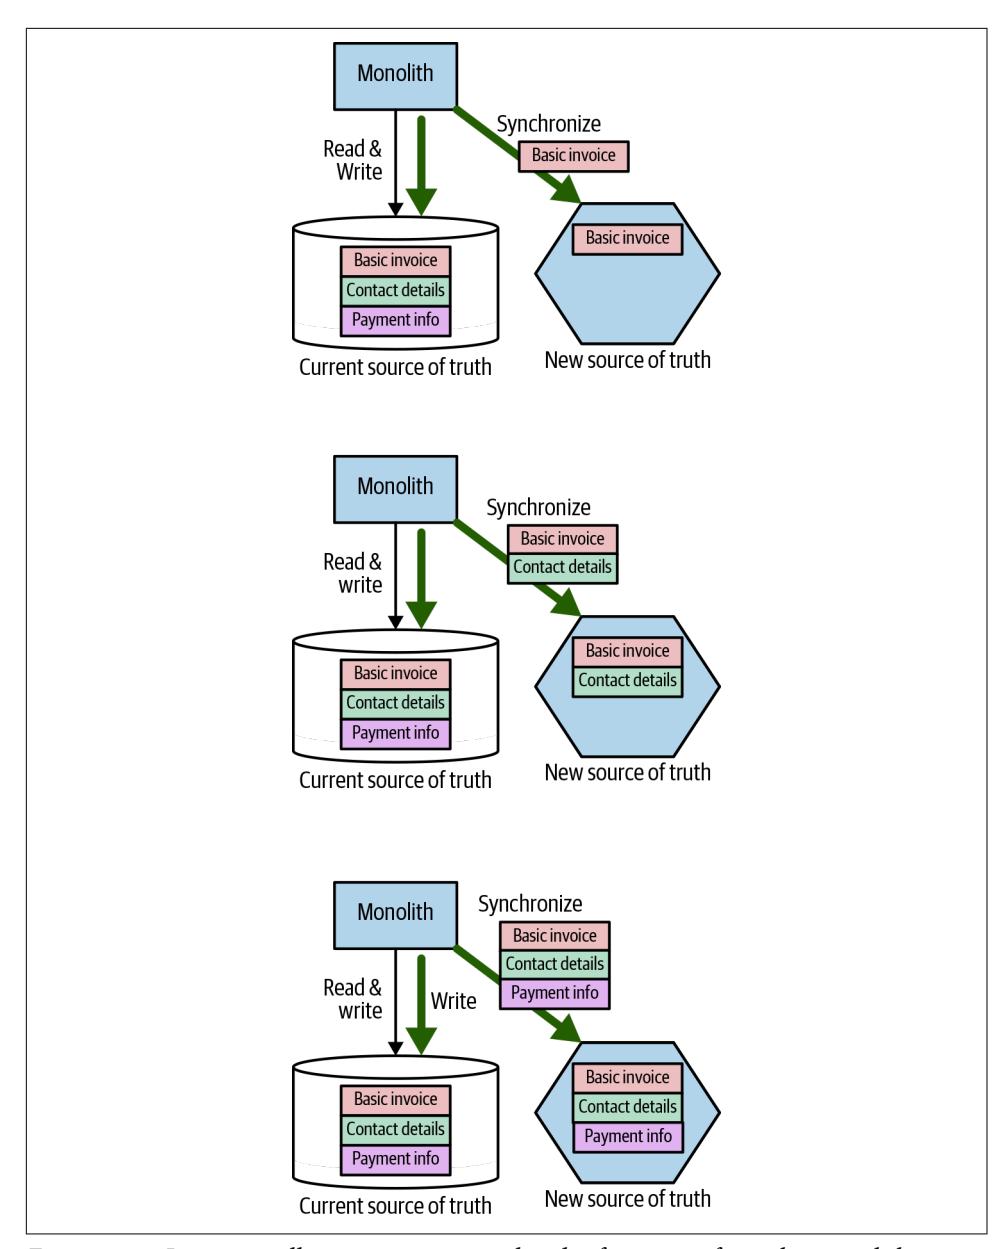 Monolith
Synchronize
Basic invoice
Read &
Write
Basic invoice
Basic invoice
Contact details
Payment info
Current source of truth
New source of truth
Monolith
Synchronize
Basic invoice
Contact details
Read &
write
Basic invoice
Contact details
Basic invoice
Contact details
Payment info
Current source of truth
New source of truth
Monolith
Synchronize
Basic invoice
Contact details
Payment info
Read &
write
Write
Basic invoice
Contact details
Payment info
Basic invoice
Contact details
Payment info
Current source of truth
New source of truth